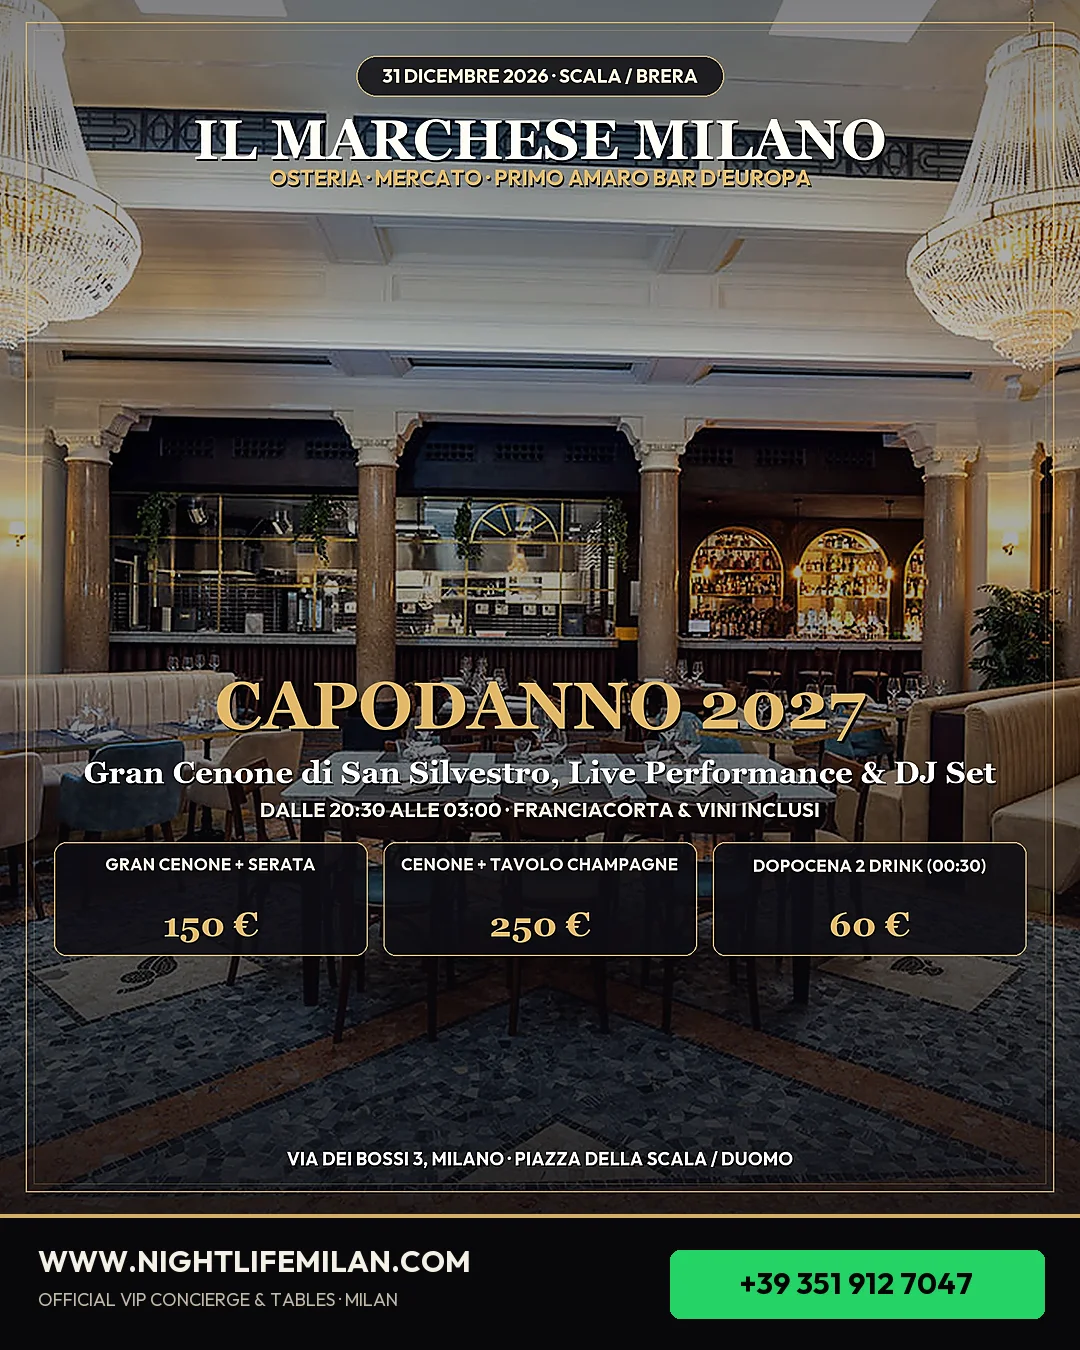 31 DICEMBRE 2026 · SCALA / BRERA
IL MARCHESE MILANO
OSTERIA · MERCATO · PRIMO AMARO BAR D'EUROPA
CAPODANNO 2027
Gran Cenone di San Silvestro, Live Performance & DJ Set
DALLE 20:30 ALLE 03:00 · FRANCIACORTA & VINI INCLUSI
GRAN CENONE + SERATA
150 €
CENONE + TAVOLO CHAMPAGNE
250 €
DOPOCENA 2 DRINK (00:30)
60 €
VIA DEI BOSSI 3, MILANO · PIAZZA DELLA SCALA / DUOMO
WWW.NIGHTLIFEMILAN.COM
OFFICIAL VIP CONCIERGE & TABLES · MILAN
+39 351 912 7047